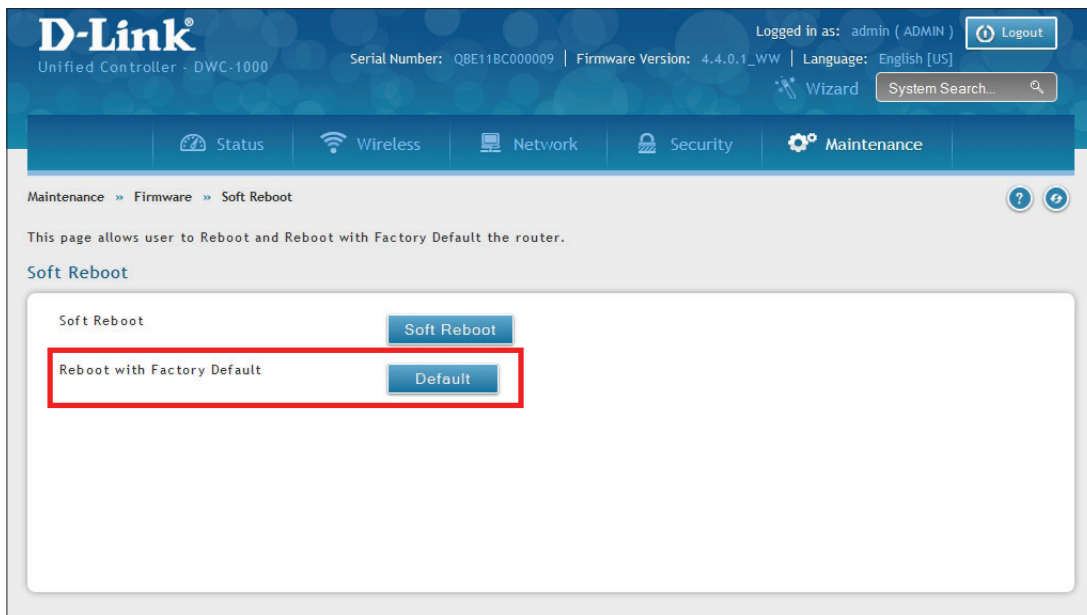 D-Link®
Unified Controller - DWC-1000
Logged in as: admin ( ADMIN ) Logout
Serial Number: QBE11BC000009 | Firmware Version: 4.4.0.1_WW | Language: English [US]
Wizard System Search...
Status Wireless Network Security Maintenance
Maintenance » Firmware » Soft Reboot ?
This page allows user to Reboot and Reboot with Factory Default the router.
Soft Reboot
Soft Reboot Soft Reboot
Reboot with Factory Default Default